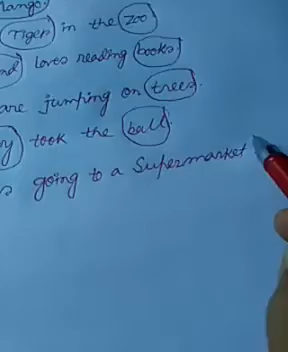 Mango
Tiger in the Zoo
loves reading books.
are jumping on trees.
took the ball
going to a Supermarket